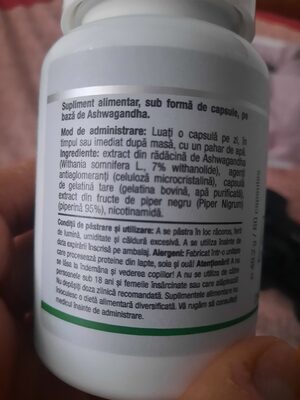 Supliment alimentar, sub formă de capsule, pe
bază de Ashwagandha.
Mod de administrare: Luați o capsulă pe zi, în
timpul sau imediat după masă, cu un pahar de apă.
Ingrediente: extract din rădăcină de Ashwagandha
(Withania somnifera L., 7% withanolide), agenți
antiaglomeranți (celuloză microcristalină), capsulă
de gelatină tare (gelatina bovină, apă purificată),
extract din fructe de piper negru (Piper Nigrum)
(piperină 95%), nicotinamidă.
Condiții de păstrare și utilizare: A se păstra în loc răcoros, ferit
de lumină, umiditate și căldură excesivă. A se utiliza înainte de
data expirării înscrisă pe ambalaj. Alergeni: Fabricat într-o unitate
care procesează proteine din lapte, soia și ouă! Atenționări! A nu
se lăsa la îndemâna și vederea copiilor! A nu se utiliza de către
persoanele sub 18 ani și femeile însărcinate sau care alăptează!
Nu depășiți doza zilnică recomandată. Suplimentele alimentare nu
înlocuiesc o dietă alimentară diversificată. Vă rugăm să consultați
medicul înainte de administrare.
60 capsule